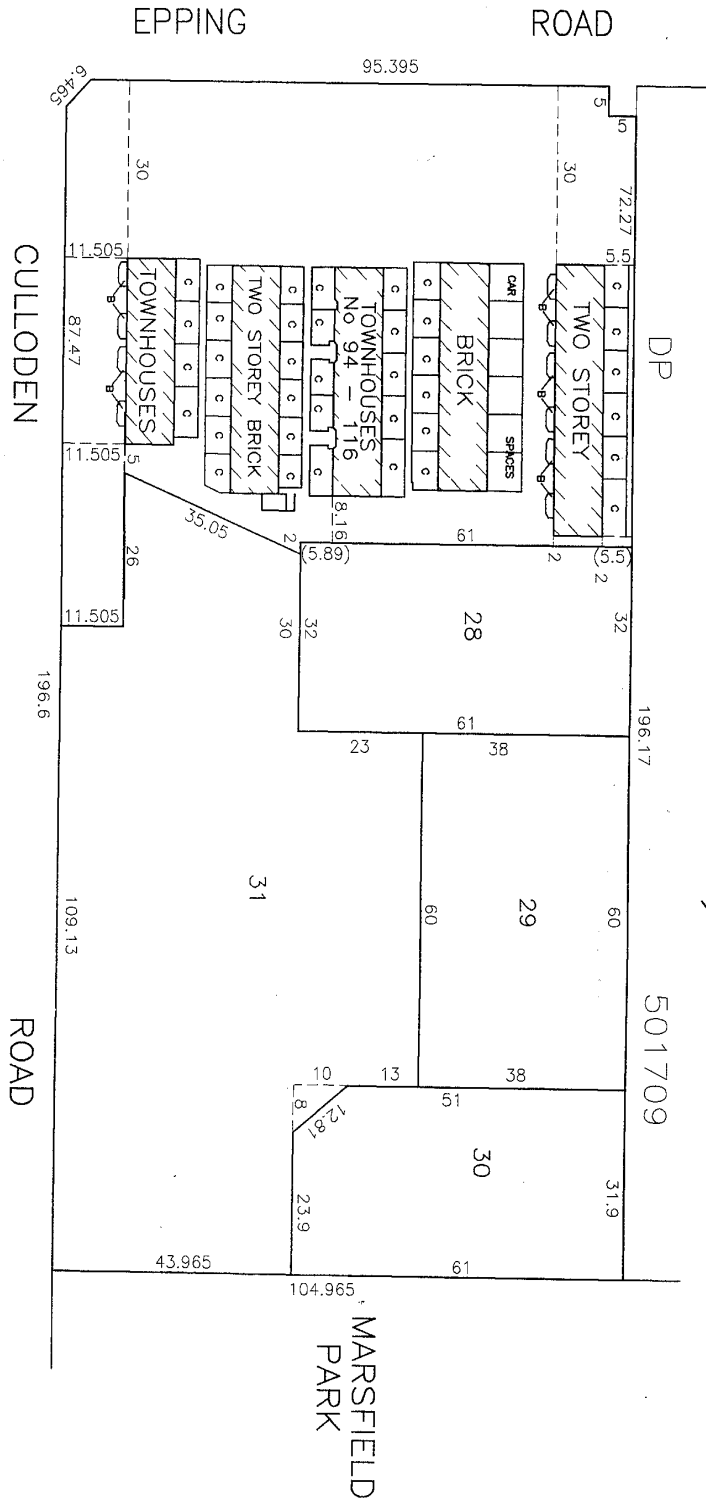 EPPING ROAD
95.395
6.465
5
5
30
30
72.27
5.5
11.505
CULLODEN
87.47
11.505
5
TOWNHOUSES
C
C
C
C
B
B
TWO STOREY BRICK
C
C
C
C
C
C
C
C
C
C
C
C
TOWNHOUSES
No 94 – 116
C
C
C
C
C
C
C
C
C
C
C
BRICK
C
C
C
C
C
C
CAR
SPACES
TWO STOREY
C
C
C
C
C
C
B
B
B
DP
35.05
26
2
(5.89)
8.16
61
2
(5.5)
2
11.505
30
32
28
32
196.6
61
23
38
196.17
31
109.13
60
29
60
501709
ROAD
10
13
38
51
8
12.81
30
23.9
31.9
43.965
61
104.965
MARSFIELD
PARK